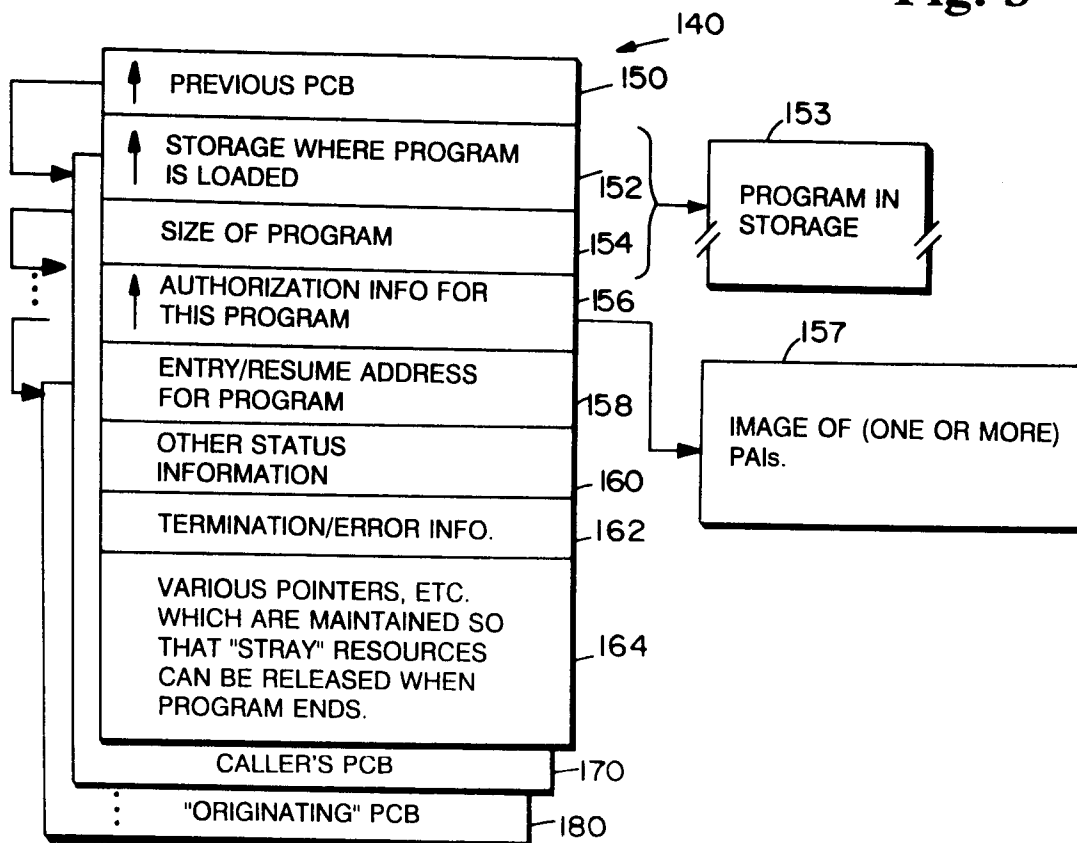 140
PREVIOUS PCB
150
STORAGE WHERE PROGRAM
IS LOADED
152
153
PROGRAM IN
STORAGE
SIZE OF PROGRAM
154
AUTHORIZATION INFO FOR
THIS PROGRAM
156
157
IMAGE OF (ONE OR MORE)
PAIs.
ENTRY/RESUME ADDRESS
FOR PROGRAM
158
OTHER STATUS
INFORMATION
160
TERMINATION/ERROR INFO.
162
VARIOUS POINTERS, ETC.
WHICH ARE MAINTAINED SO
THAT "STRAY" RESOURCES
CAN BE RELEASED WHEN
PROGRAM ENDS.
164
CALLER'S PCB
170
"ORIGINATING" PCB
180